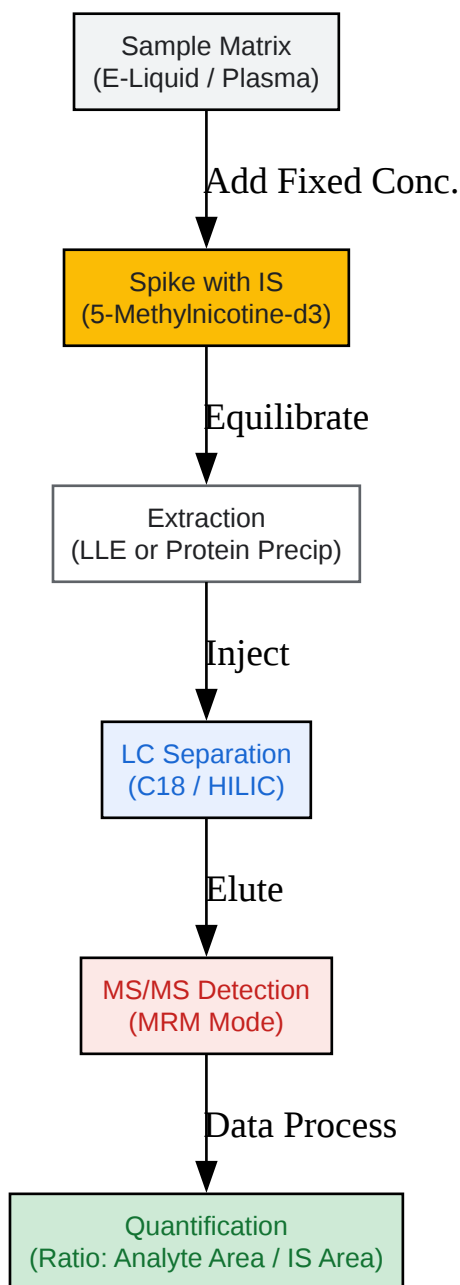 Sample Matrix
(E-Liquid / Plasma)
Add Fixed Conc.
Spike with IS
(5-Methylnicotine-d3)
Equilibrate
Extraction
(LLE or Protein Precip)
Inject
LC Separation
(C18 / HILIC)
Elute
MS/MS Detection
(MRM Mode)
Data Process
Quantification
(Ratio: Analyte Area / IS Area)